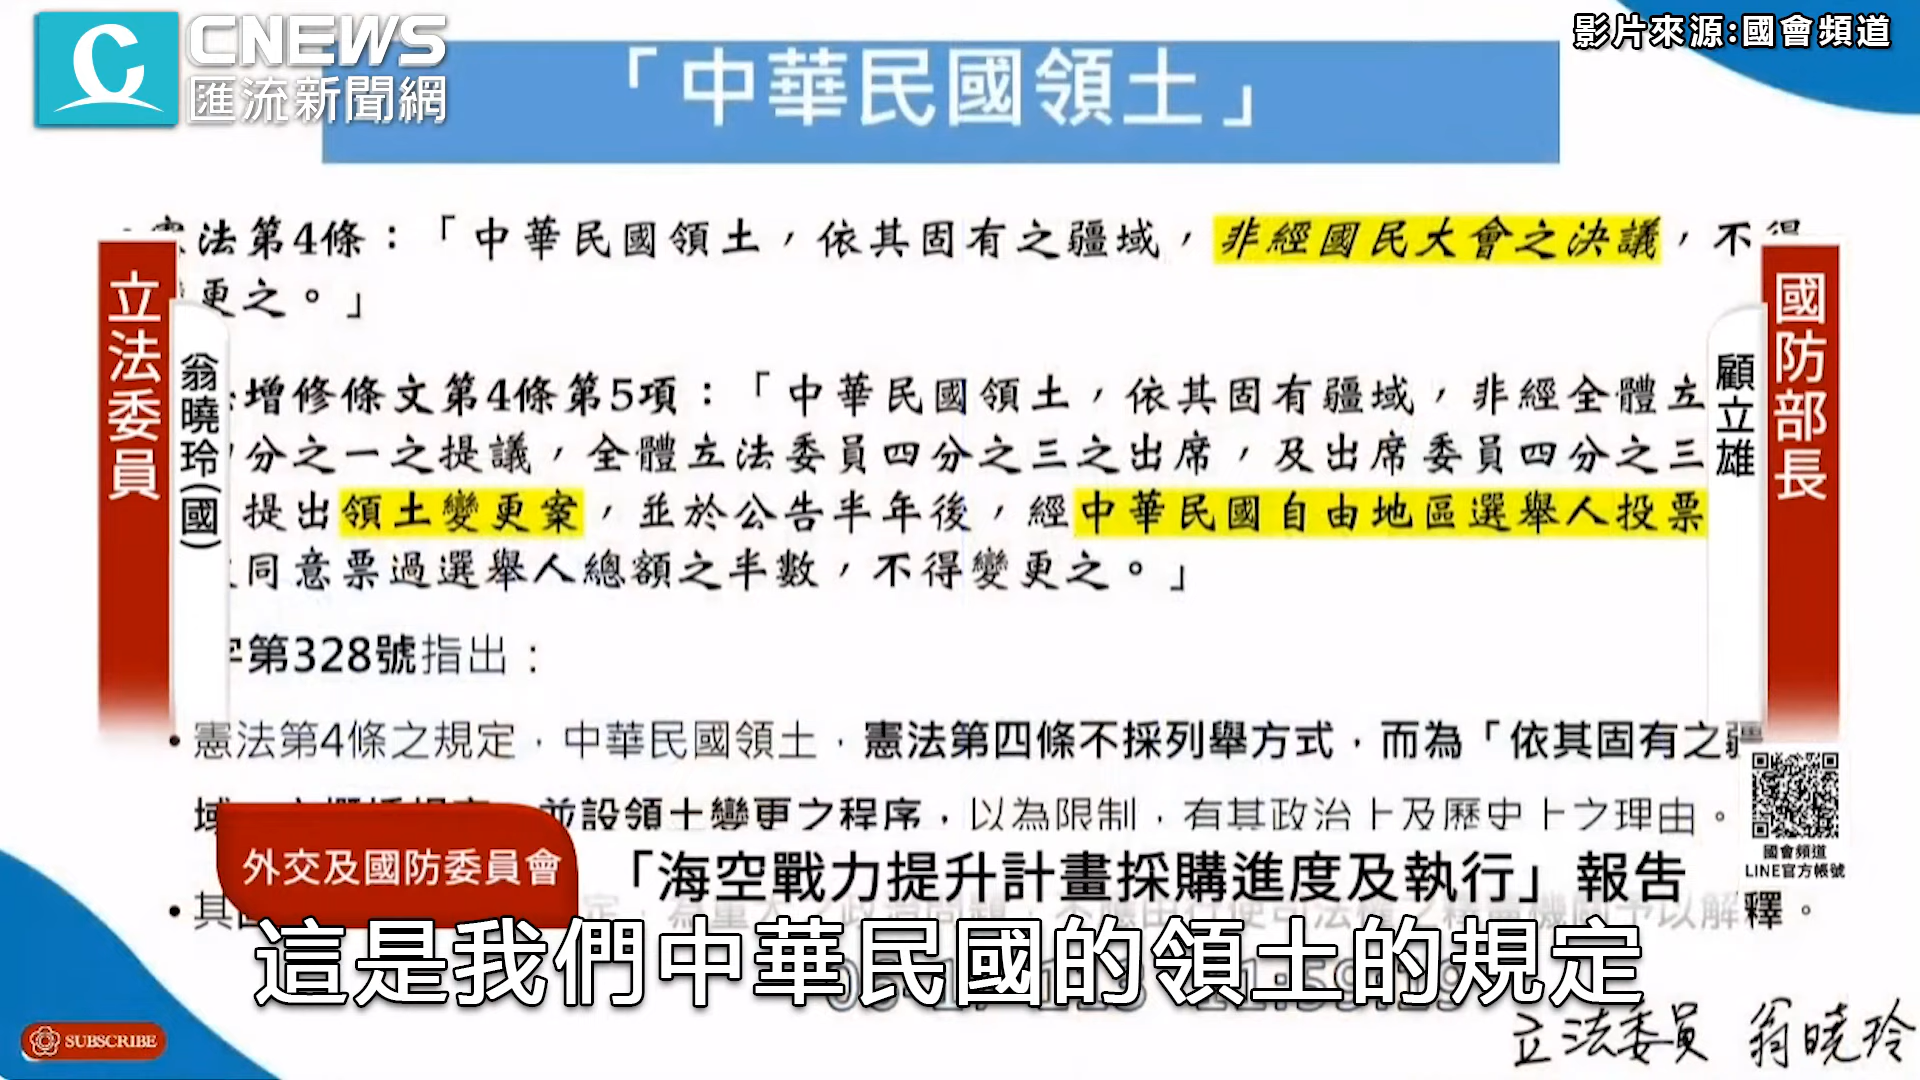 CNEWS
匯流新聞網
影片來源:國會頻道
「中華民國領土」
憲法第4條：「中華民國領土，依其固有之疆域，非經國民大會之決議，不得
更之。」
增修條文第4條第5項：「中華民國領土，依其固有疆域，非經全體立
分之一之提議，全體立法委員四分之三之出席，及出席委員四分之三
提出領土變更案，並於公告半年後，經中華民國自由地區選舉人投票
同意票過選舉人總額之半數，不得變更之。」
字第328號指出：
• 憲法第4條之規定，中華民國領土，憲法第四條不採列舉方式，而為「依其固有之疆
域 並設領土變更之程序，以為限制，有其政治上及歷史上之理由。
• 其 釋。
立法委員
翁曉玲(國)
國防部長
顧立雄
國會頻道
LINE官方帳號
外交及國防委員會
「海空戰力提升計畫採購進度及執行」報告
這是我們中華民國的領土的規定
SUBSCRIBE
立法委員 翁曉玲